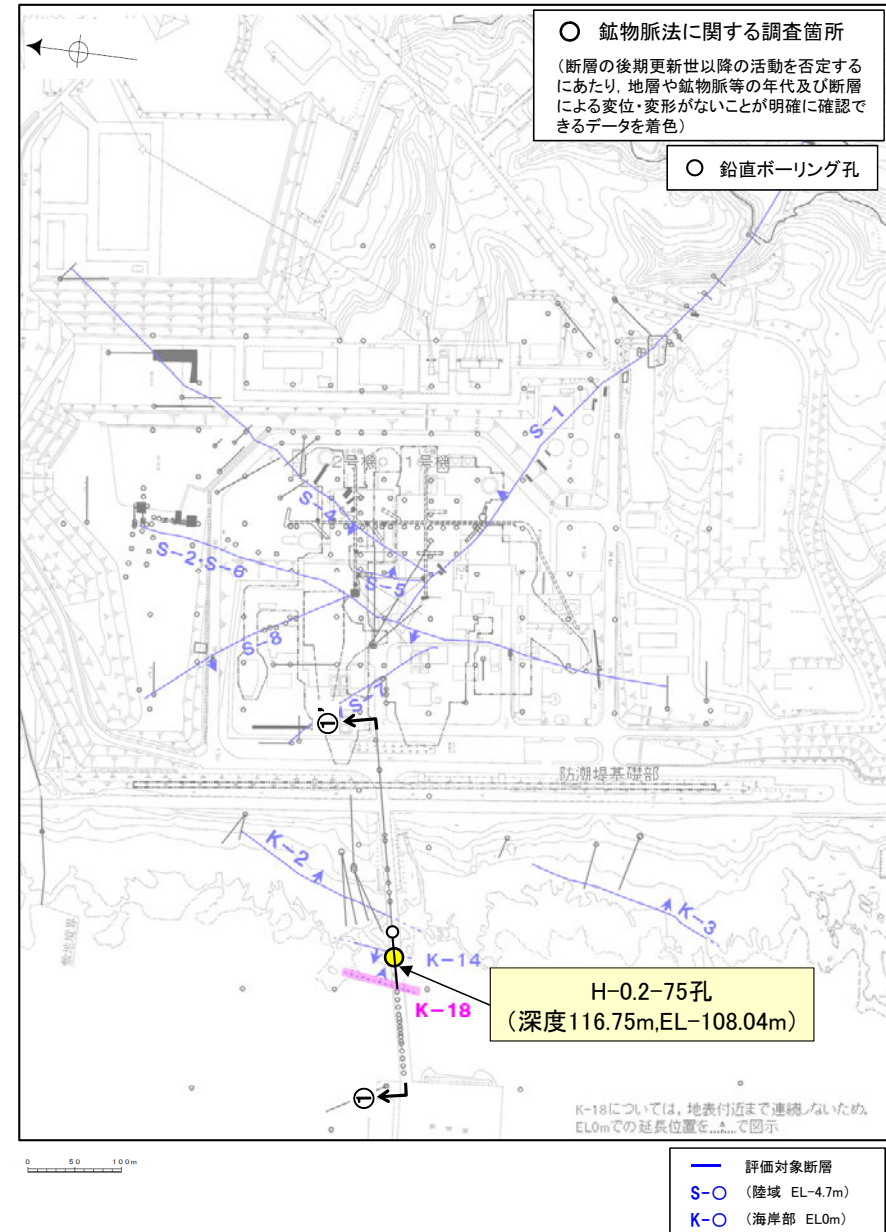 ○ 鉱物脈法に関する調査箇所
（断層の後期更新世以降の活動を否定する
にあたり，地層や鉱物脈等の年代及び断層
による変位・変形がないことが明確に確認で
きるデータを着色）
○ 鉛直ボーリング孔
S-1
2号機
1号機
S-4
S-2・S-6
S-5
S-8
S-7
①'
防潮堤基礎部
K-2
K-3
敷地境界
K-14
K-18
H-0.2-75孔
（深度116.75m,EL-108.04m）
①
K-18については，地表付近まで連続しないため，
EL0mでの延長位置を...▲...で図示
0 50 100m
評価対象断層
S-○ （陸域 EL-4.7m）
K-○ （海岸部 EL0m）